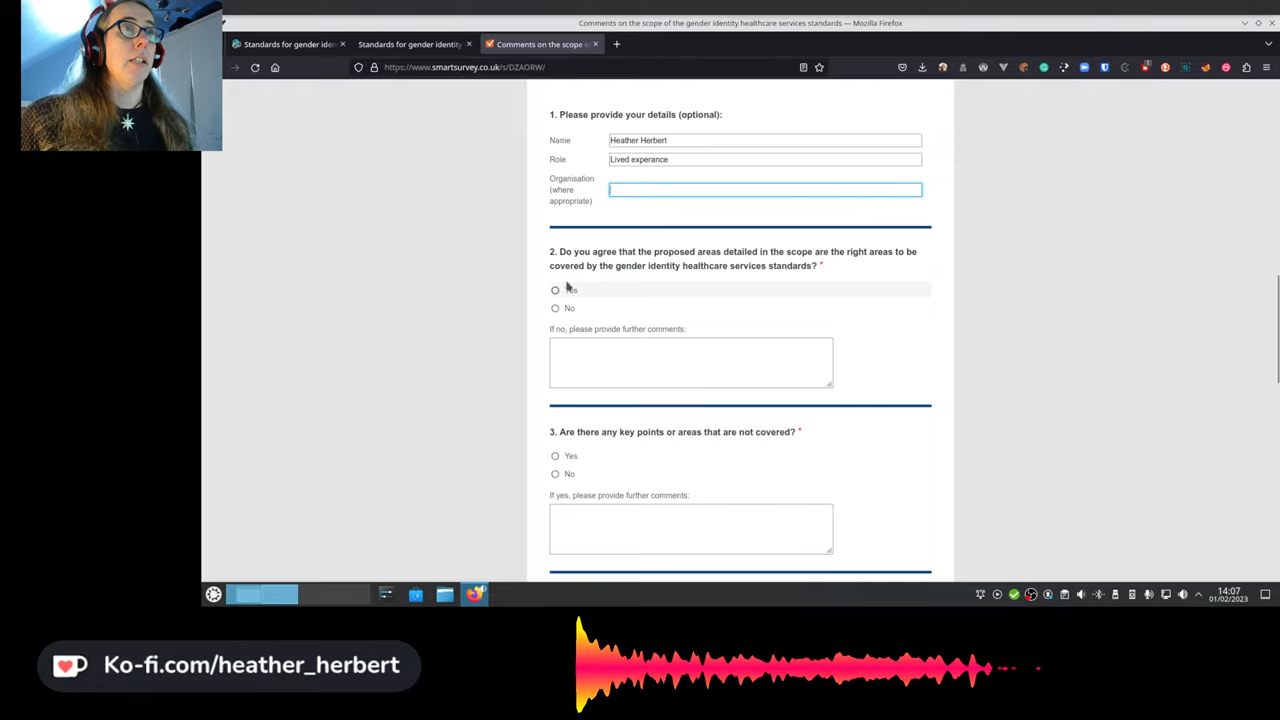 Comments on the scope of the gender identity healthcare services standards — Mozilla Firefox
Standards for gender iden
Standards for gender identity
Comments on the scope o
https://www.smartsurvey.co.uk/s/DZAORW/
1. Please provide your details (optional):
Name
Heather Herbert
Role
Lived experance
Organisation
(where
appropriate)
2. Do you agree that the proposed areas detailed in the scope are the right areas to be
covered by the gender identity healthcare services standards? *
Yes
No
If no, please provide further comments:
3. Are there any key points or areas that are not covered? *
Yes
No
If yes, please provide further comments:
14:07
01/02/2023
Ko-fi.com/heather_herbert